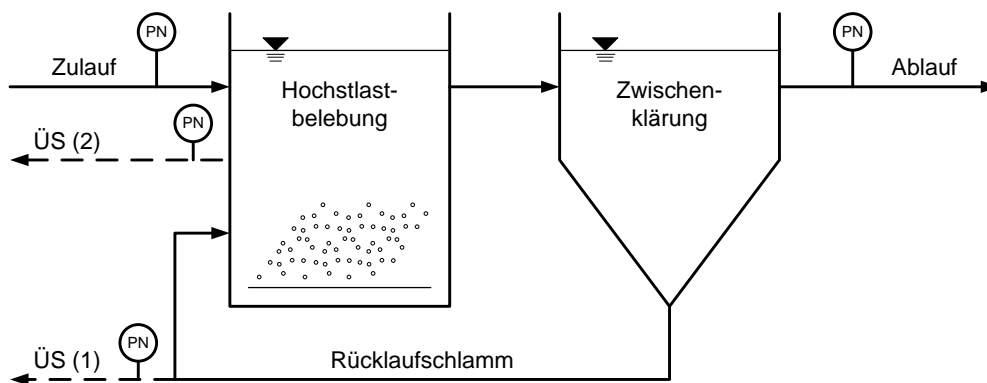 PN
PN
Zulauf
Hochstlast-
belebung
Zwischen-
klärung
Ablauf
PN
ÜS (2)
PN
ÜS (1)
Rücklaufschlamm